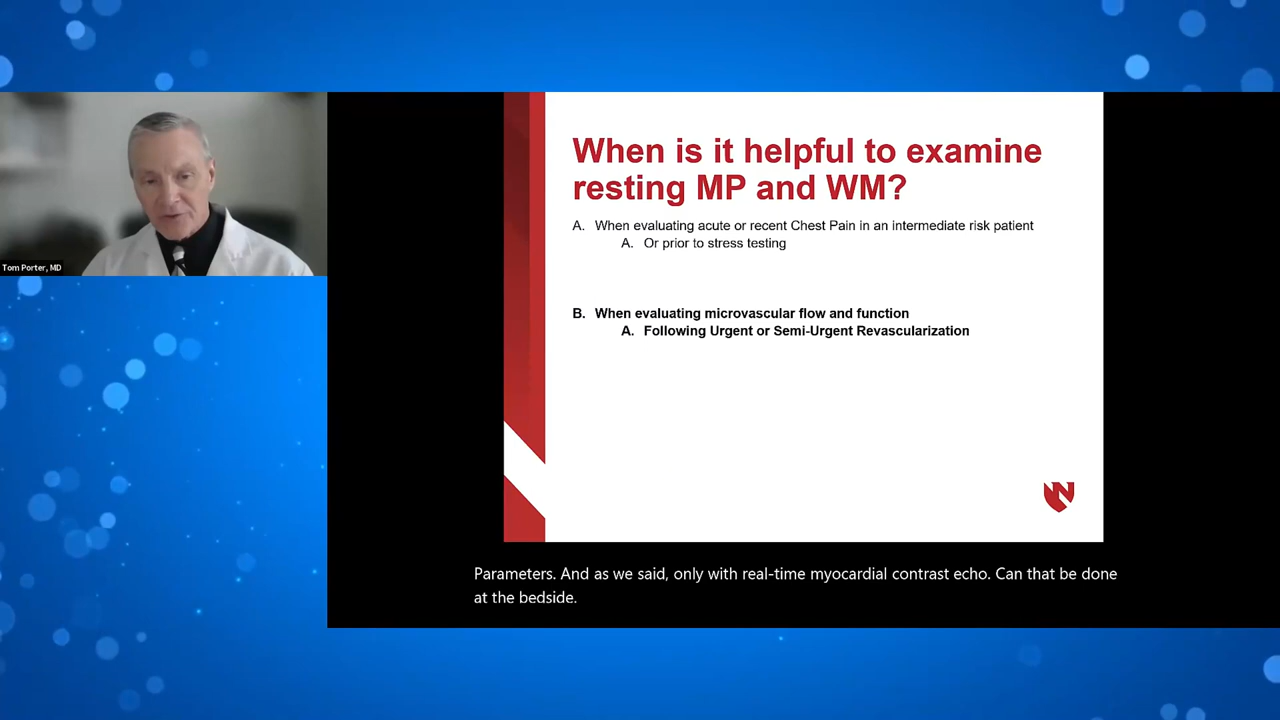 Tom Porter, MD
When is it helpful to examine
resting MP and WM?
A. When evaluating acute or recent Chest Pain in an intermediate risk patient
A. Or prior to stress testing
B. When evaluating microvascular flow and function
A. Following Urgent or Semi-Urgent Revascularization
N
Parameters. And as we said, only with real-time myocardial contrast echo. Can that be done
at the bedside.